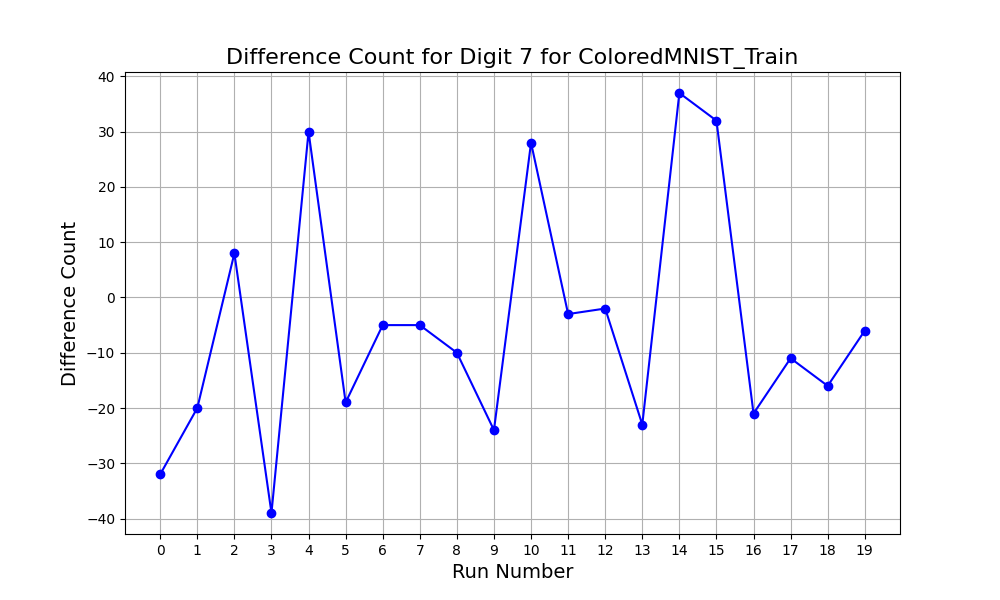 Difference Count for Digit 7 for ColoredMNIST_Train
Difference Count
40
30
20
10
0
−10
−20
−30
−40
0 1 2 3 4 5 6 7 8 9 10 11 12 13 14 15 16 17 18 19
Run Number